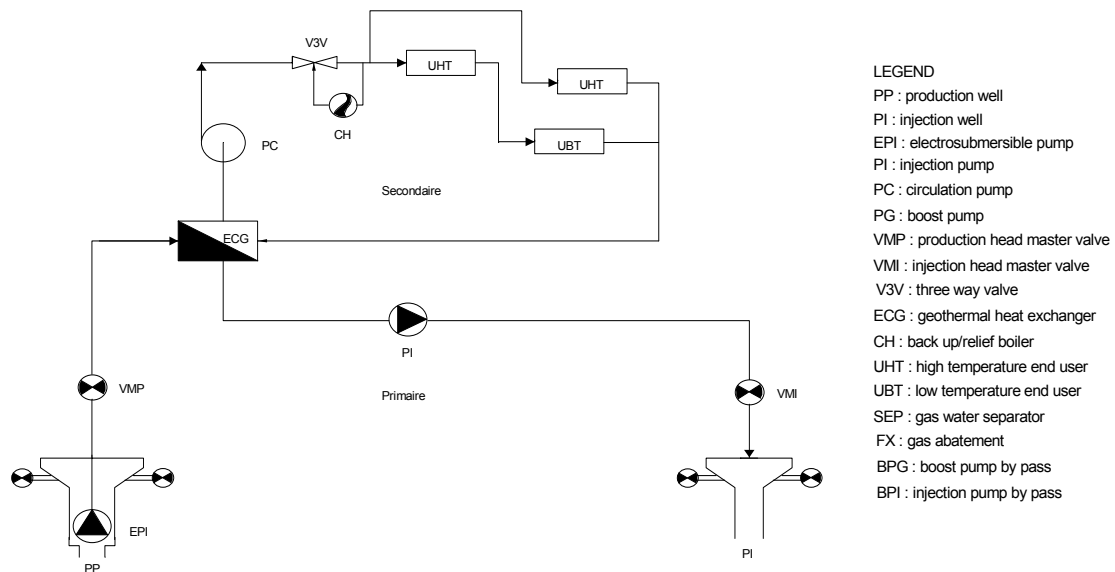 V3V
UHT
UHT
CH
PC
UBT
Secondaire
ECG
PI
VMP
Primaire
VMI
EPI
PP
PI
LEGEND
PP : production well
PI : injection well
EPI : electrosubmersible pump
PI : injection pump
PC : circulation pump
PG : boost pump
VMP : production head master valve
VMI : injection head master valve
V3V : three way valve
ECG : geothermal heat exchanger
CH : back up/relief boiler
UHT : high temperature end user
UBT : low temperature end user
SEP : gas water separator
FX : gas abatement
BPG : boost pump by pass
BPI : injection pump by pass